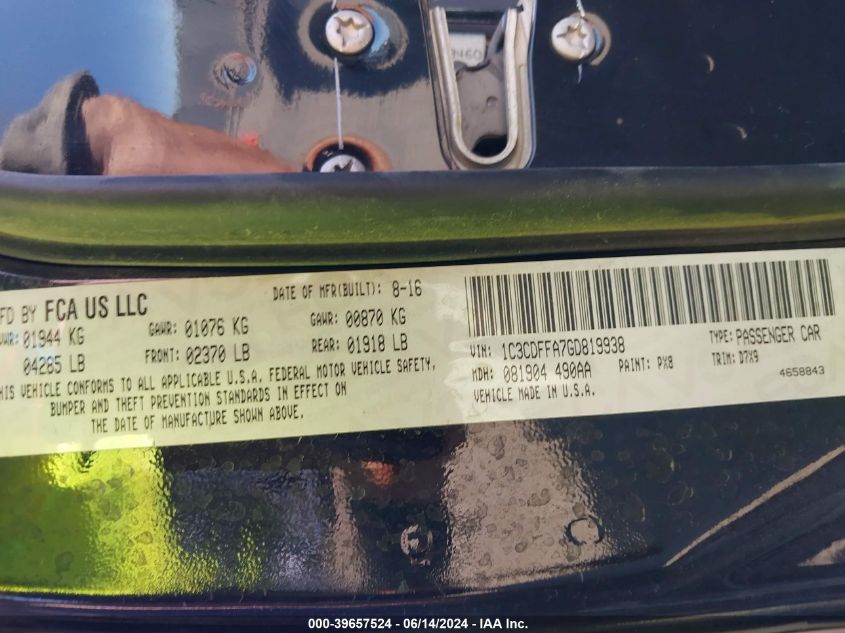 9460
MFD BY FCA US LLC
DATE OF MFR(BUILT): 8-16
GVWR: 01944 KG
GAWR: 01076 KG
GAWR: 00870 KG
04285 LB
FRONT: 02370 LB
REAR: 01918 LB
THIS VEHICLE CONFORMS TO ALL APPLICABLE U.S.A. FEDERAL MOTOR VEHICLE SAFETY,
BUMPER AND THEFT PREVENTION STANDARDS IN EFFECT ON
THE DATE OF MANUFACTURE SHOWN ABOVE.
VIN: 1C3CDFFA7GD819938
TYPE: PASSENGER CAR
MDH: 081904 490AA
PAINT: PX8
TRIM: D7X9
VEHICLE MADE IN U.S.A.
4658843
000-39657524 - 06/14/2024 - IAA Inc.